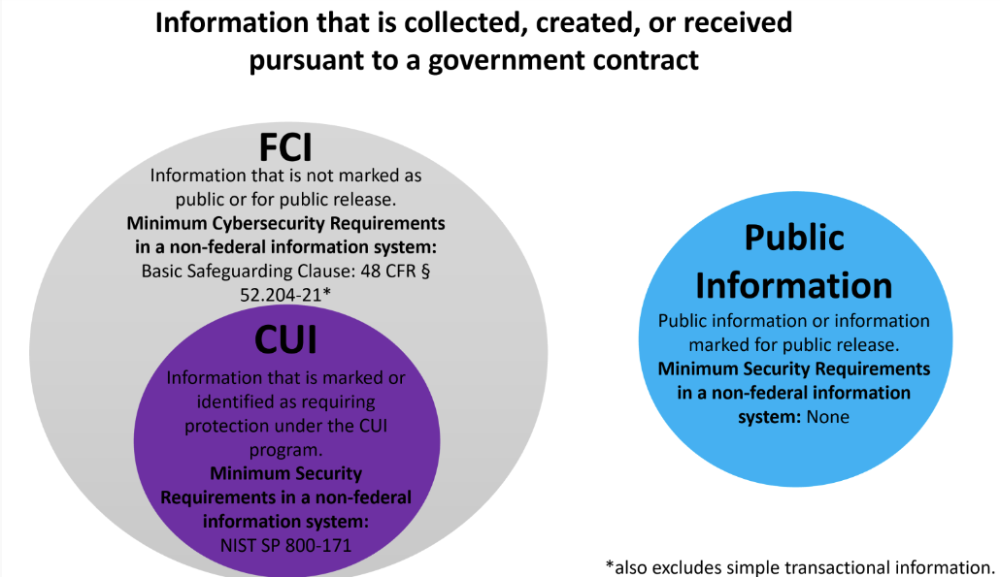 Information that is collected, created, or received
pursuant to a government contract
FCI
Information that is not marked as
public or for public release.
Minimum Cybersecurity Requirements
in a non-federal information system:
Basic Safeguarding Clause: 48 CFR §
52.204-21*
CUI
Information that is marked or
identified as requiring
protection under the CUI
program.
Minimum Security
Requirements in a non-federal
information system:
NIST SP 800-171
Public
Information
Public information or information
marked for public release.
Minimum Security Requirements
in a non-federal information
system: None
*also excludes simple transactional information.